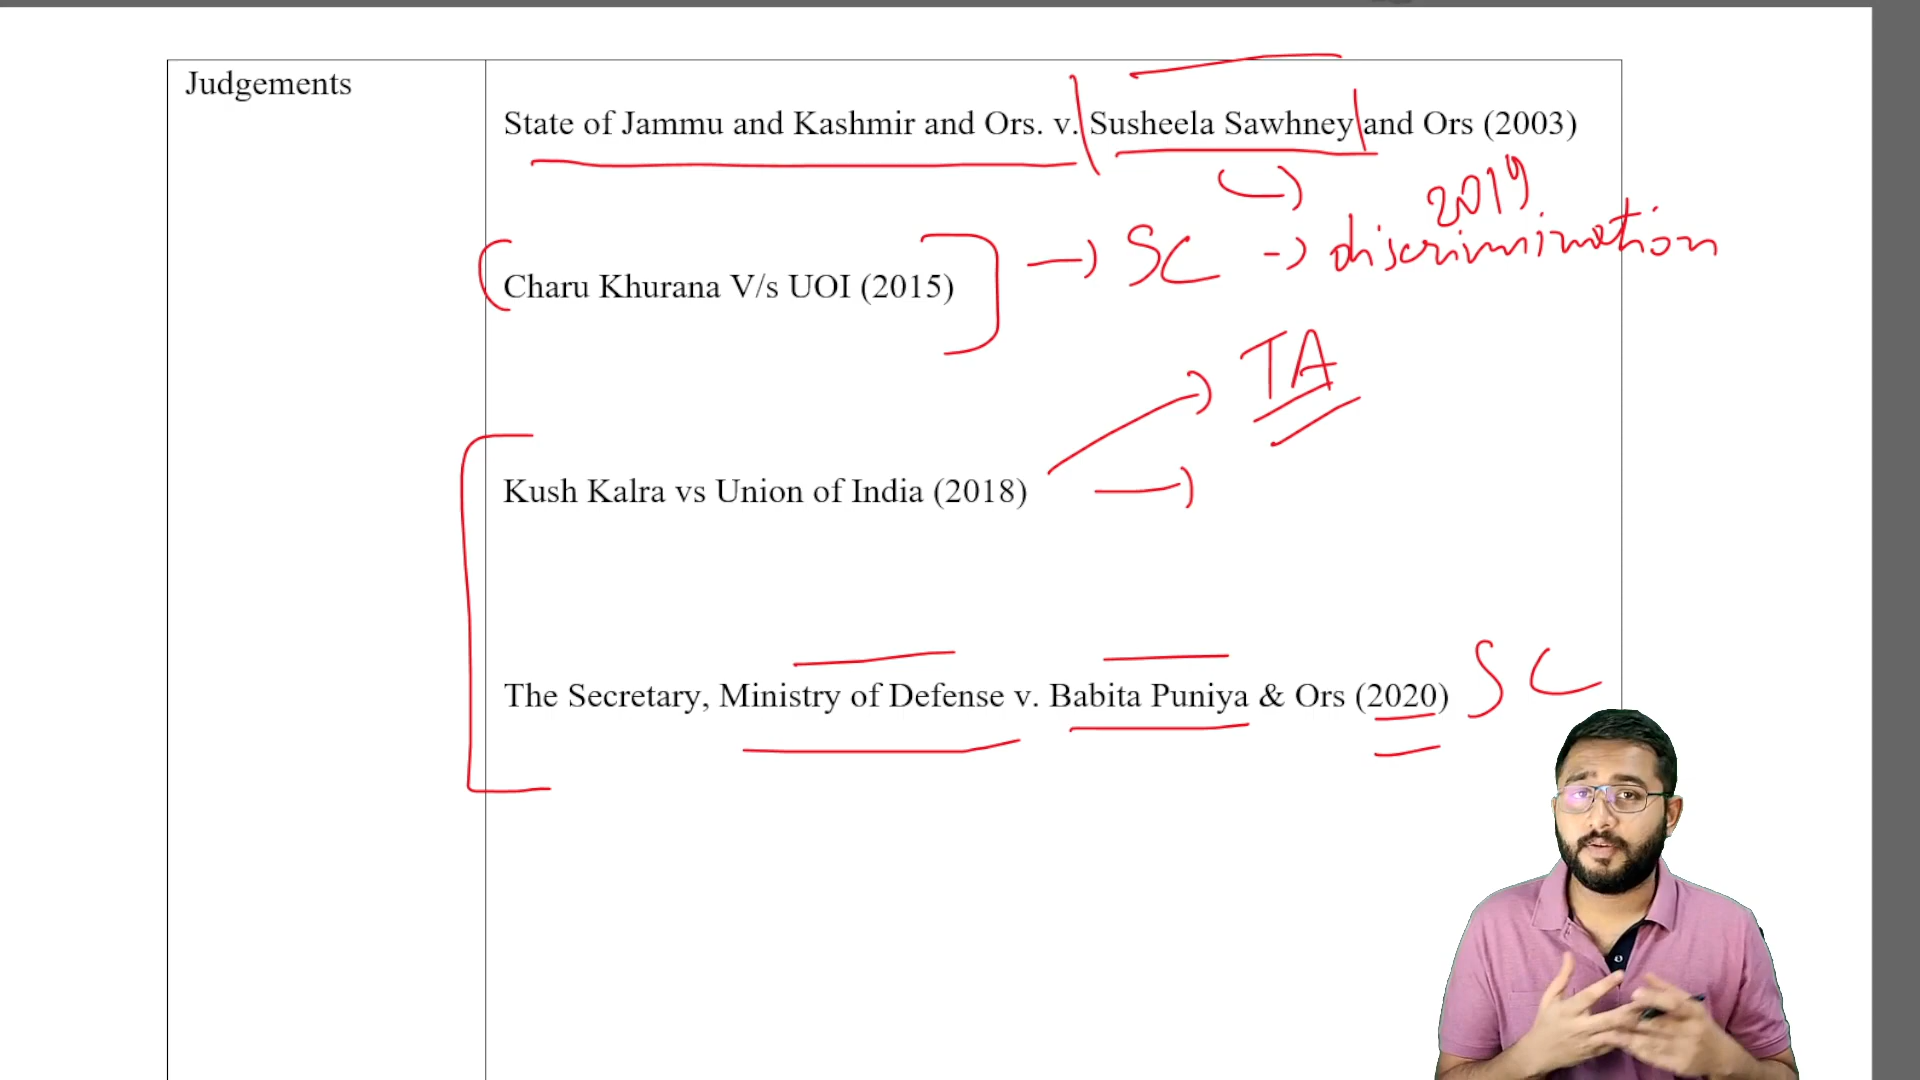 Judgements
State of Jammu and Kashmir and Ors. v. Susheela Sawhney and Ors (2003)
2019
Charu Khurana V/s UOI (2015) SC discrimination
TA
Kush Kalra vs Union of India (2018)
The Secretary, Ministry of Defense v. Babita Puniya & Ors (2020) SC